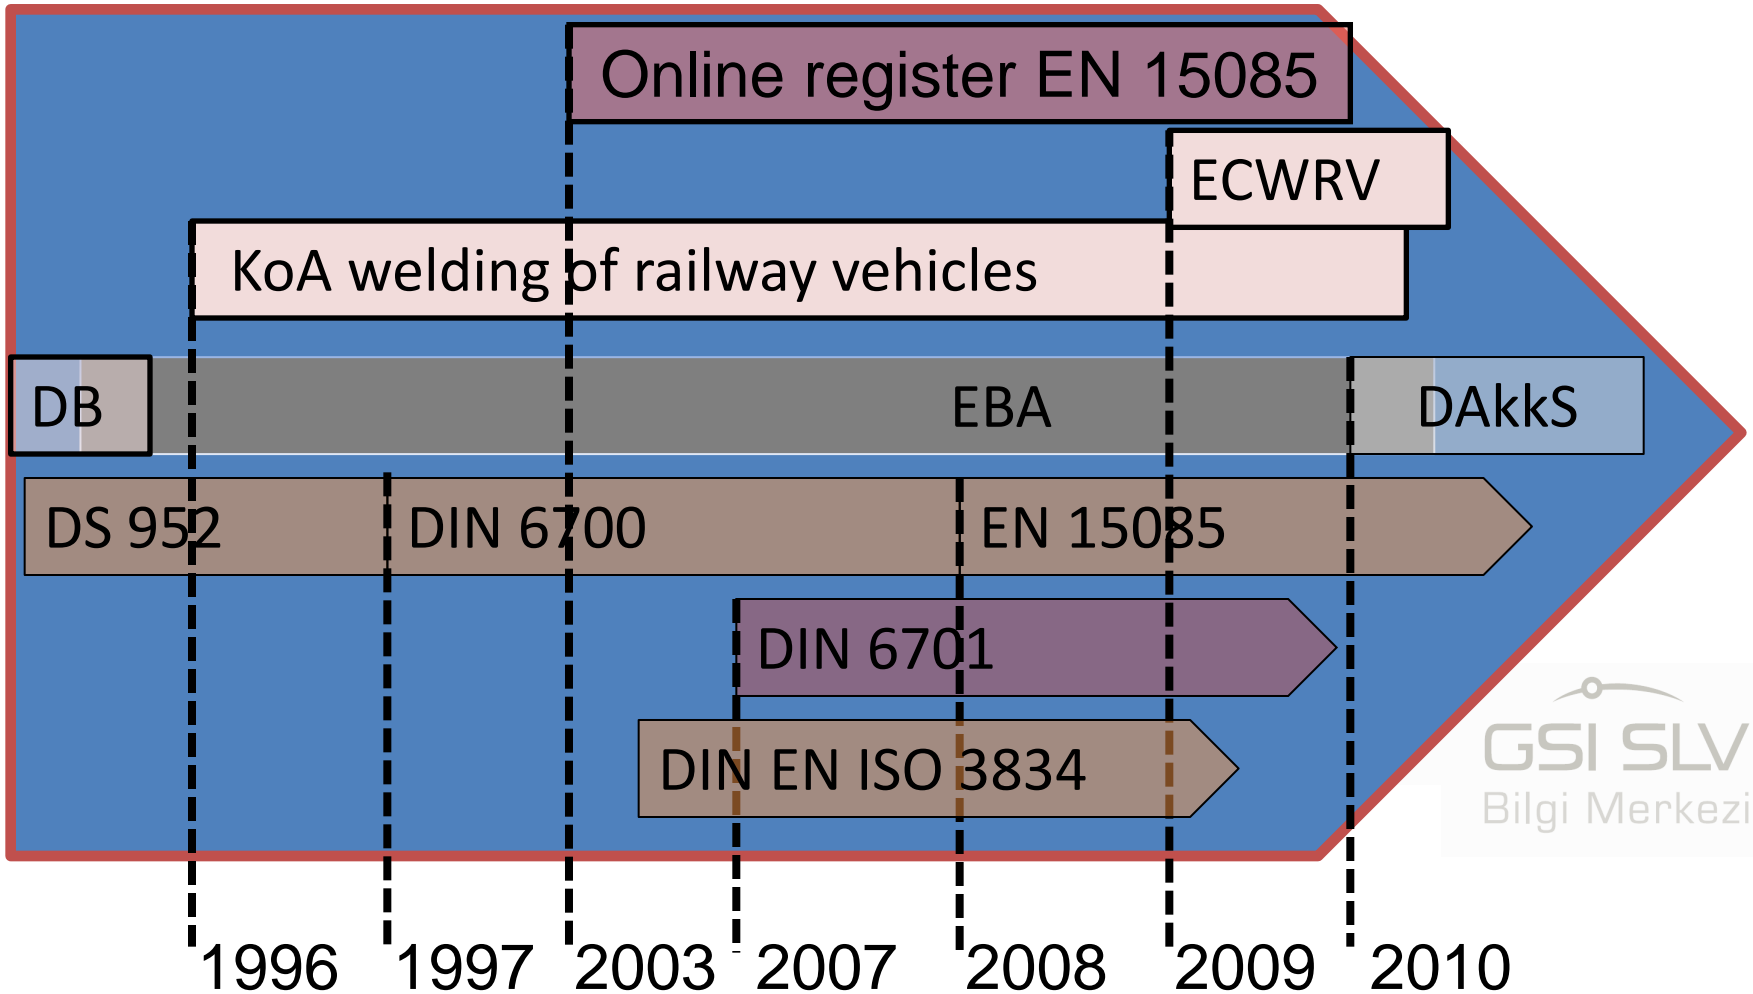 Online register EN 15085
ECWRV
KoA welding of railway vehicles
DB
EBA
DAkkS
DS 952
DIN 6700
EN 15085
DIN 6701
DIN EN ISO 3834
GSI SLV
Bilgi Merkezi
1996
1997
2003
2007
2008
2009
2010